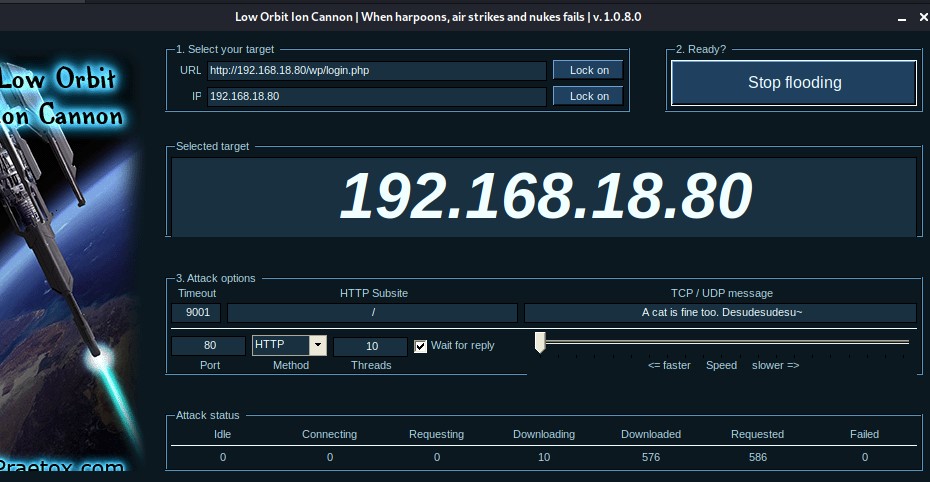 Low Orbit Ion Cannon | When harpoons, air strikes and nukes fails | v. 1.0.8.0
Low Orbit
Ion Cannon
1. Select your target
URL http://192.168.18.80/wp/login.php Lock on
IP 192.168.18.80 Lock on
2. Ready?
Stop flooding
Selected target
192.168.18.80
3. Attack options
Timeout HTTP Subsite TCP / UDP message
9001 / A cat is fine too. Desudesudesu~
80 HTTP 10 Wait for reply
Port Method Threads <= faster Speed slower =>
Attack status
Idle Connecting Requesting Downloading Downloaded Requested Failed
0 0 0 10 576 586 0
Praetox.com